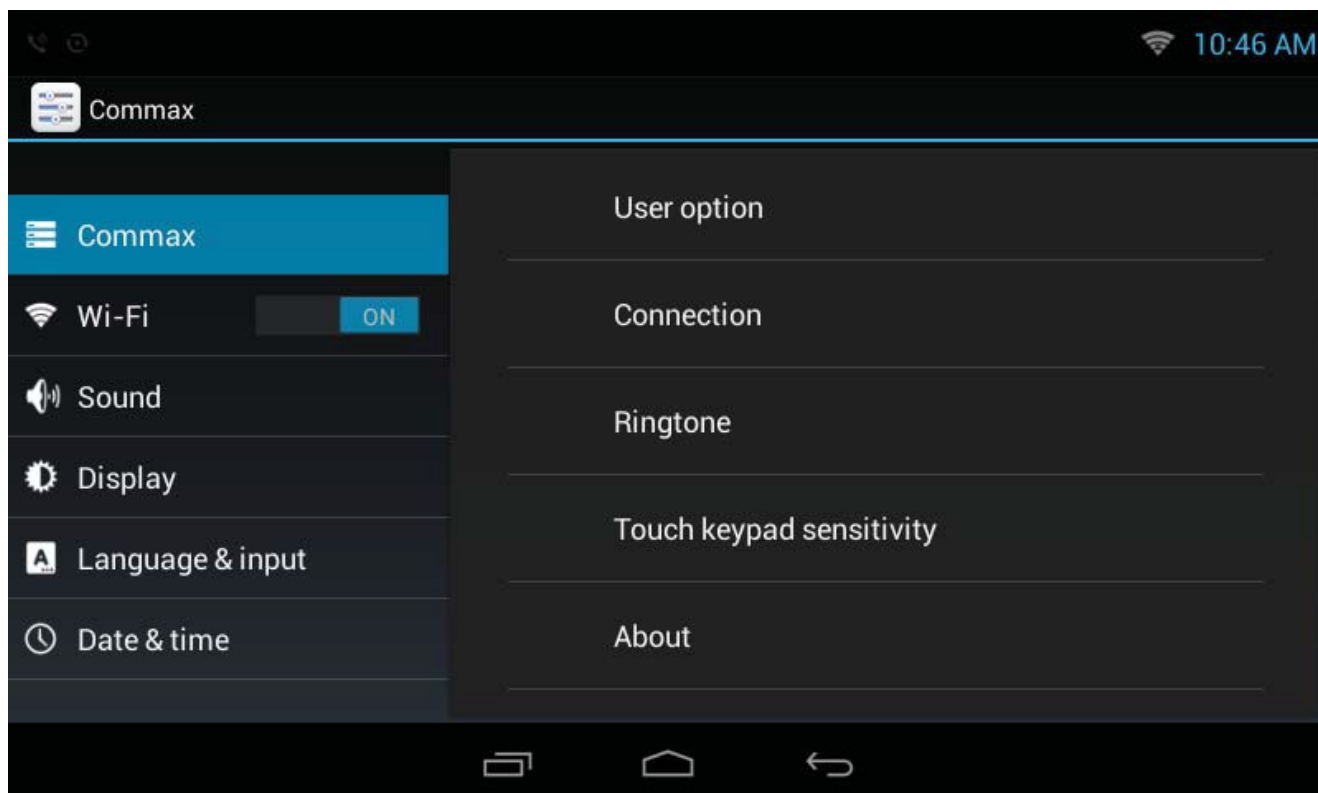 10:46 AM
Commax
Commax
Wi-Fi ON
Sound
Display
Language & input
Date & time
User option
Connection
Ringtone
Touch keypad sensitivity
About